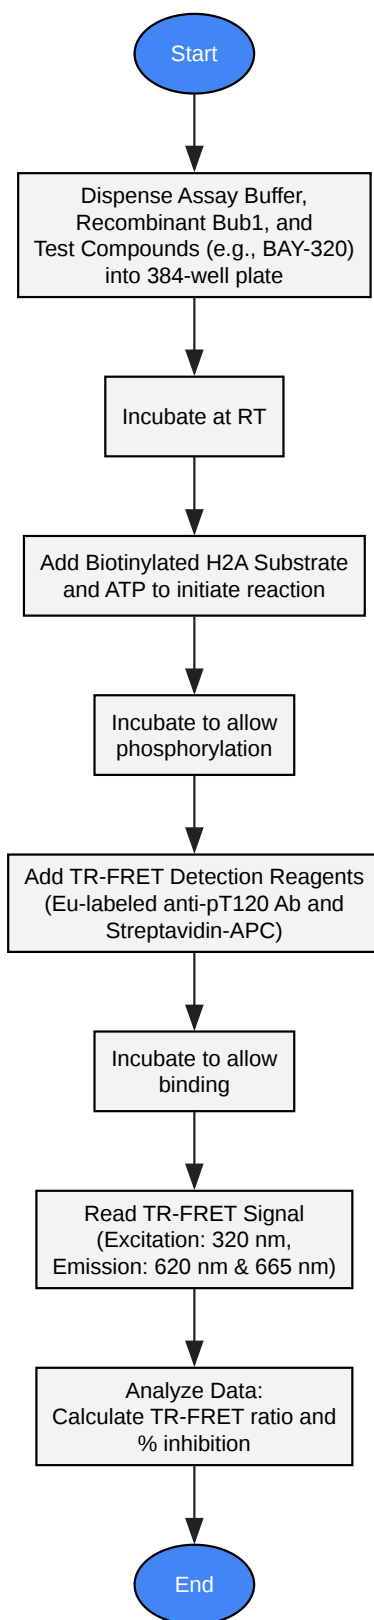 Start
Dispense Assay Buffer,
Recombinant Bub1, and
Test Compounds (e.g., BAY-320)
into 384-well plate
Incubate at RT
Add Biotinylated H2A Substrate
and ATP to initiate reaction
Incubate to allow
phosphorylation
Add TR-FRET Detection Reagents
(Eu-labeled anti-pT120 Ab and
Streptavidin-APC)
Incubate to allow
binding
Read TR-FRET Signal
(Excitation: 320 nm,
Emission: 620 nm & 665 nm)
Analyze Data:
Calculate TR-FRET ratio and
% inhibition
End